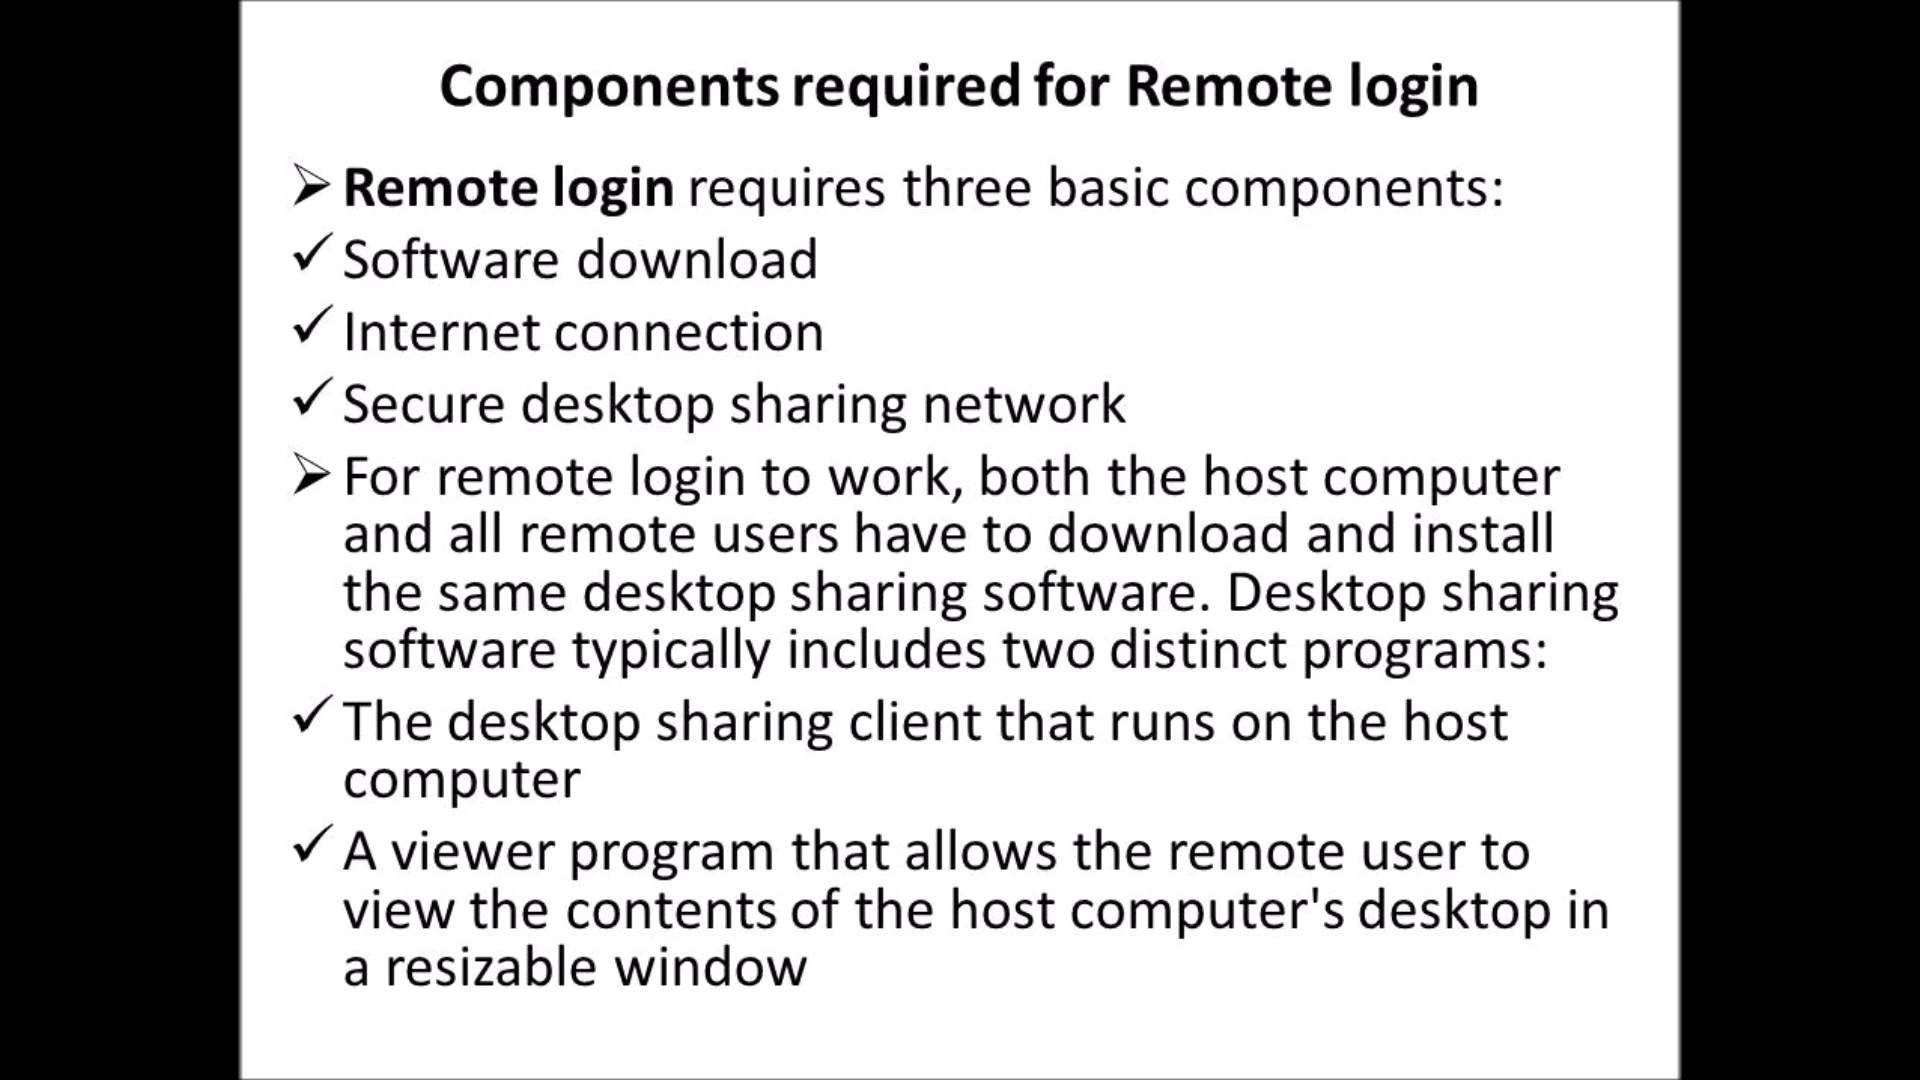 Components required for Remote login
➢ Remote login requires three basic components:
✓ Software download
✓ Internet connection
✓ Secure desktop sharing network
➢ For remote login to work, both the host computer
and all remote users have to download and install
the same desktop sharing software. Desktop sharing
software typically includes two distinct programs:
✓ The desktop sharing client that runs on the host
computer
✓ A viewer program that allows the remote user to
view the contents of the host computer's desktop in
a resizable window